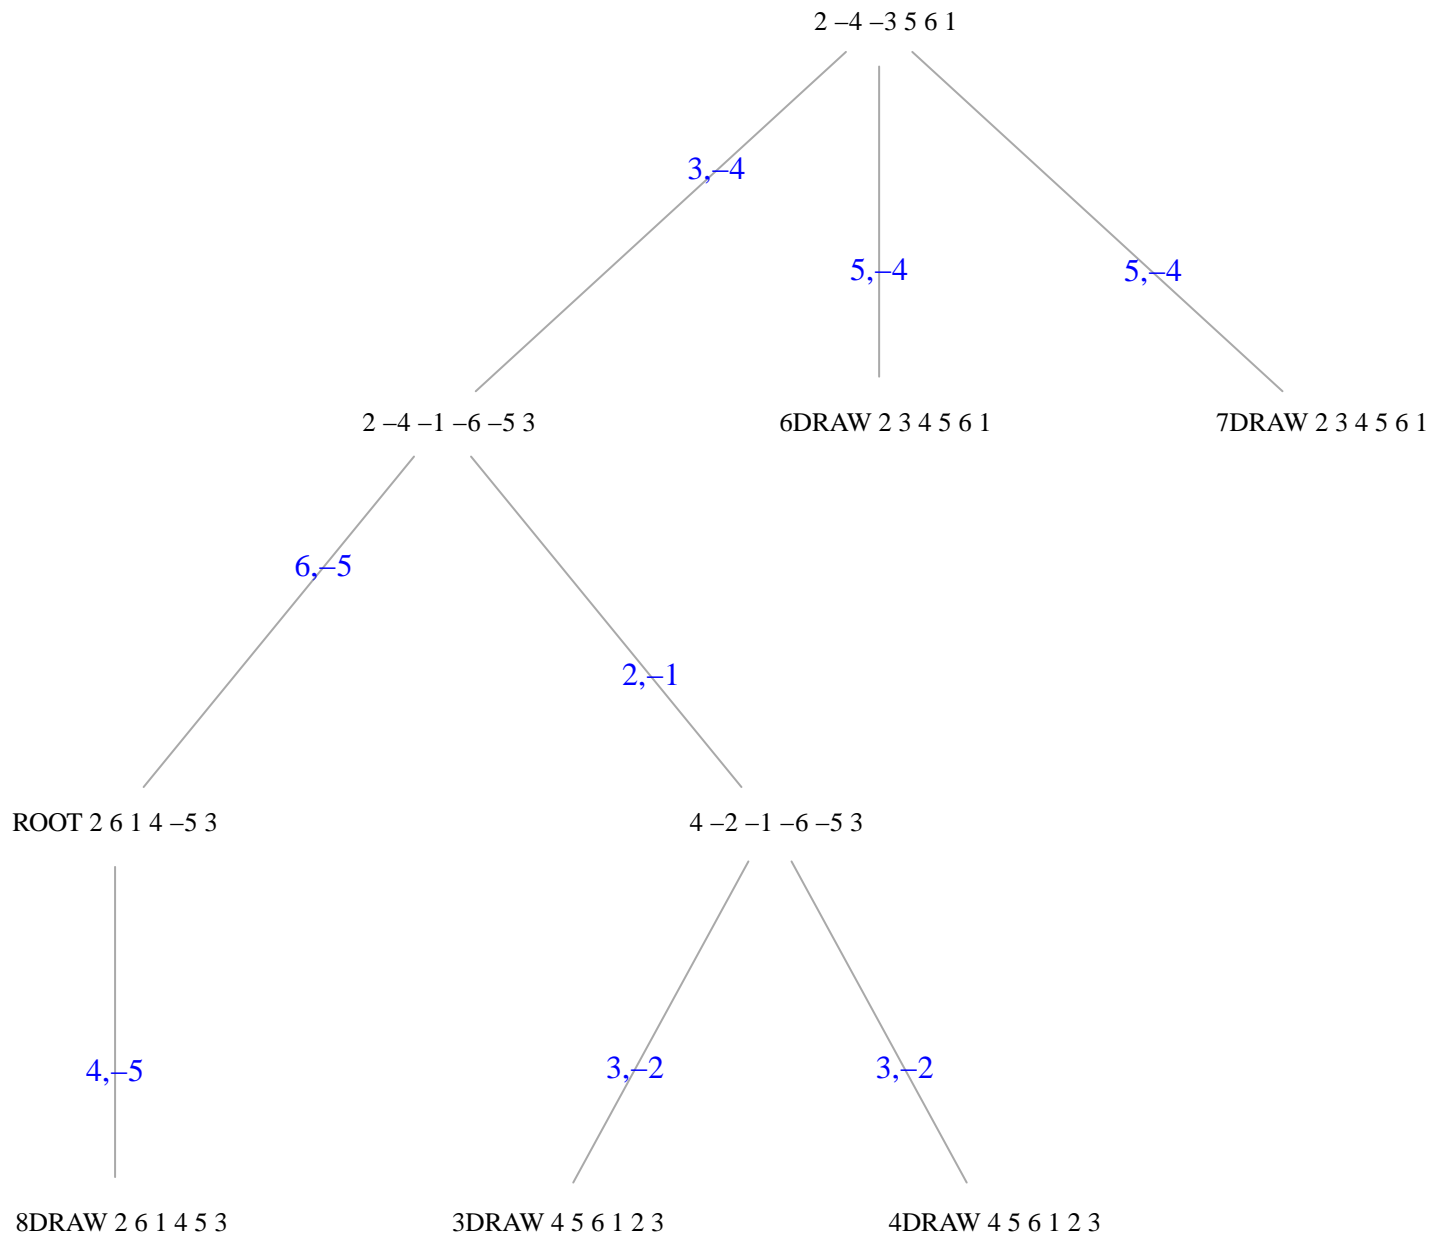 2 –4 –3 5 6 1
3,–4
5,–4
5,–4
2 –4 –1 –6 –5 3
6DRAW 2 3 4 5 6 1
7DRAW 2 3 4 5 6 1
6,–5
2,–1
ROOT 2 6 1 4 –5 3
4 –2 –1 –6 –5 3
4,–5
3,–2
3,–2
8DRAW 2 6 1 4 5 3
3DRAW 4 5 6 1 2 3
4DRAW 4 5 6 1 2 3